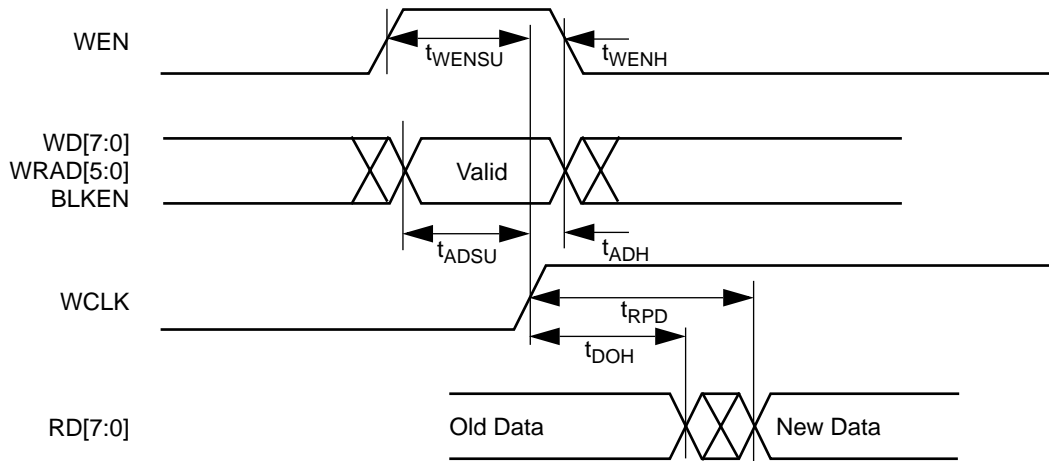 WEN
tWENSU
tWENH
WD[7:0]
WRAD[5:0]
BLKEN
Valid
tADSU
tADH
WCLK
tRPD
tDOH
RD[7:0]
Old Data
New Data